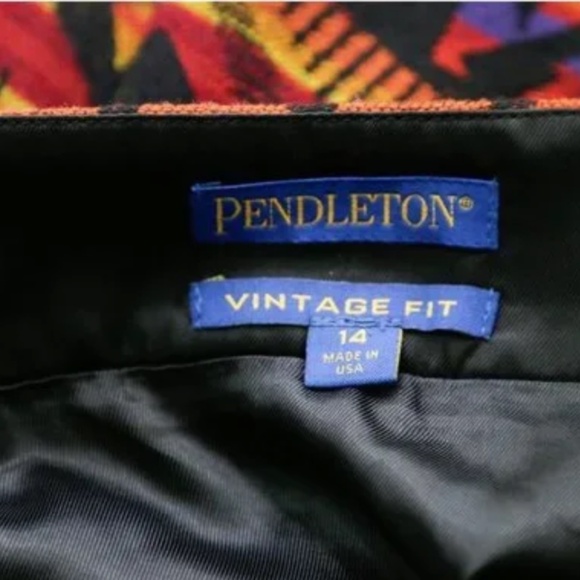 PENDLETON®
VINTAGE FIT
14
MADE IN
USA